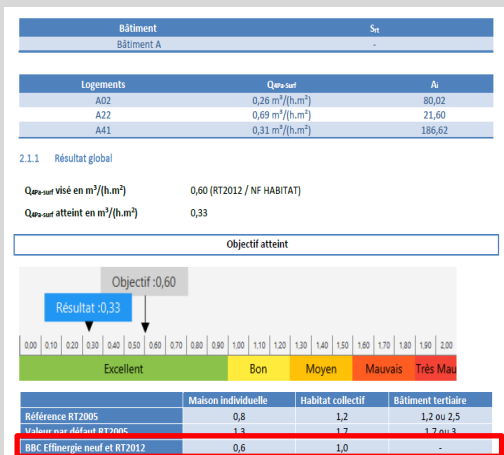 Bâtiment Srt
Bâtiment A -
Logements Q4Pa-Surf Ai
A02 0,26 m³/(h.m²) 80,02
A22 0,69 m³/(h.m²) 21,60
A41 0,31 m³/(h.m²) 186,62
2.1.1 Résultat global
Q4Pa-surf visé en m³/(h.m²) 0,60 (RT2012 / NF HABITAT)
Q4Pa-surf atteint en m³/(h.m²) 0,33
Objectif atteint
Objectif :0,60
Résultat :0,33
0,00 0,10 0,20 0,30 0,40 0,50 0,60 0,70 0,80 0,90 1,00 1,10 1,20 1,30 1,40 1,50 1,60 1,70 1,80 1,90 2,00
Excellent Bon Moyen Mauvais Très Mau
Maison individuelle Habitat collectif Bâtiment tertiaire
Référence RT2005 0,8 1,2 1,2 ou 2,5
Valeur par défaut RT2005 1,3 1,7 1,7 ou 3
BBC Effinergie neuf et RT2012 0,6 1,0 -